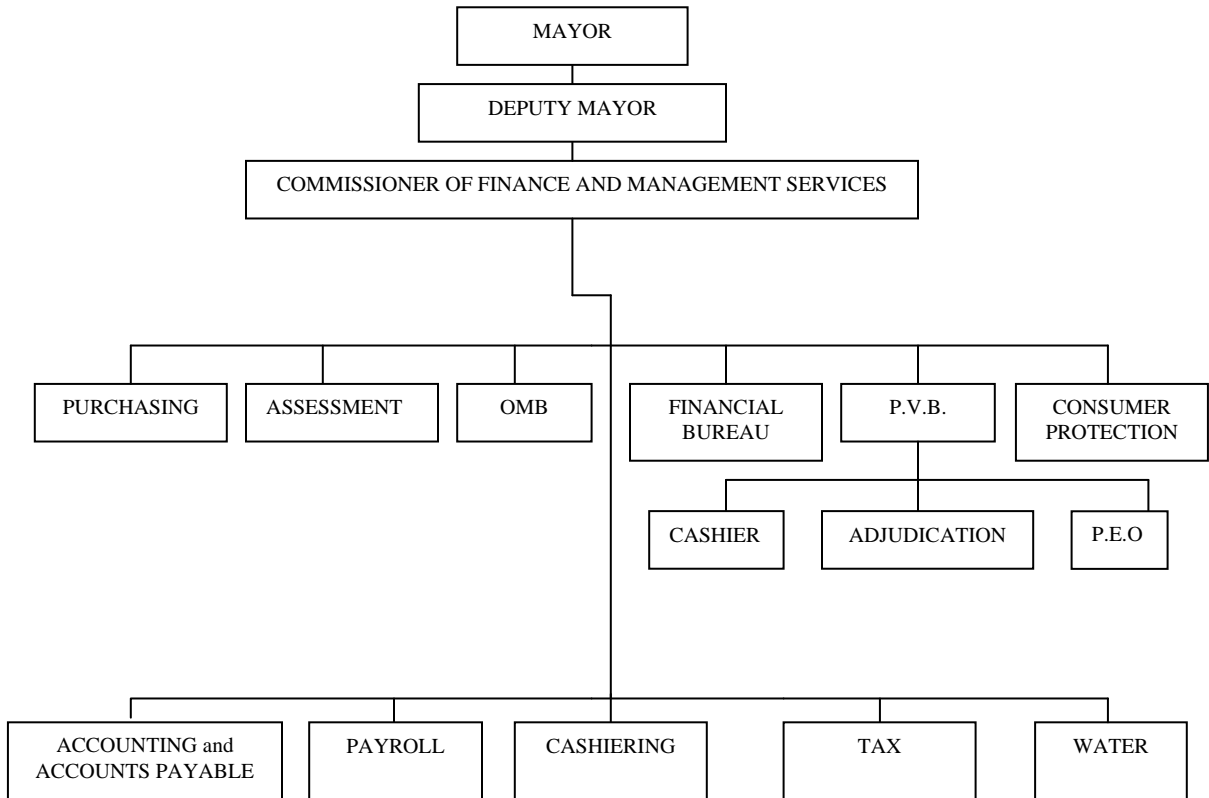 MAYOR
DEPUTY MAYOR
COMMISSIONER OF FINANCE AND MANAGEMENT SERVICES
PURCHASING
ASSESSMENT
OMB
FINANCIAL
BUREAU
P.V.B.
CONSUMER
PROTECTION
CASHIER
ADJUDICATION
P.E.O
ACCOUNTING and
ACCOUNTS PAYABLE
PAYROLL
CASHIERING
TAX
WATER